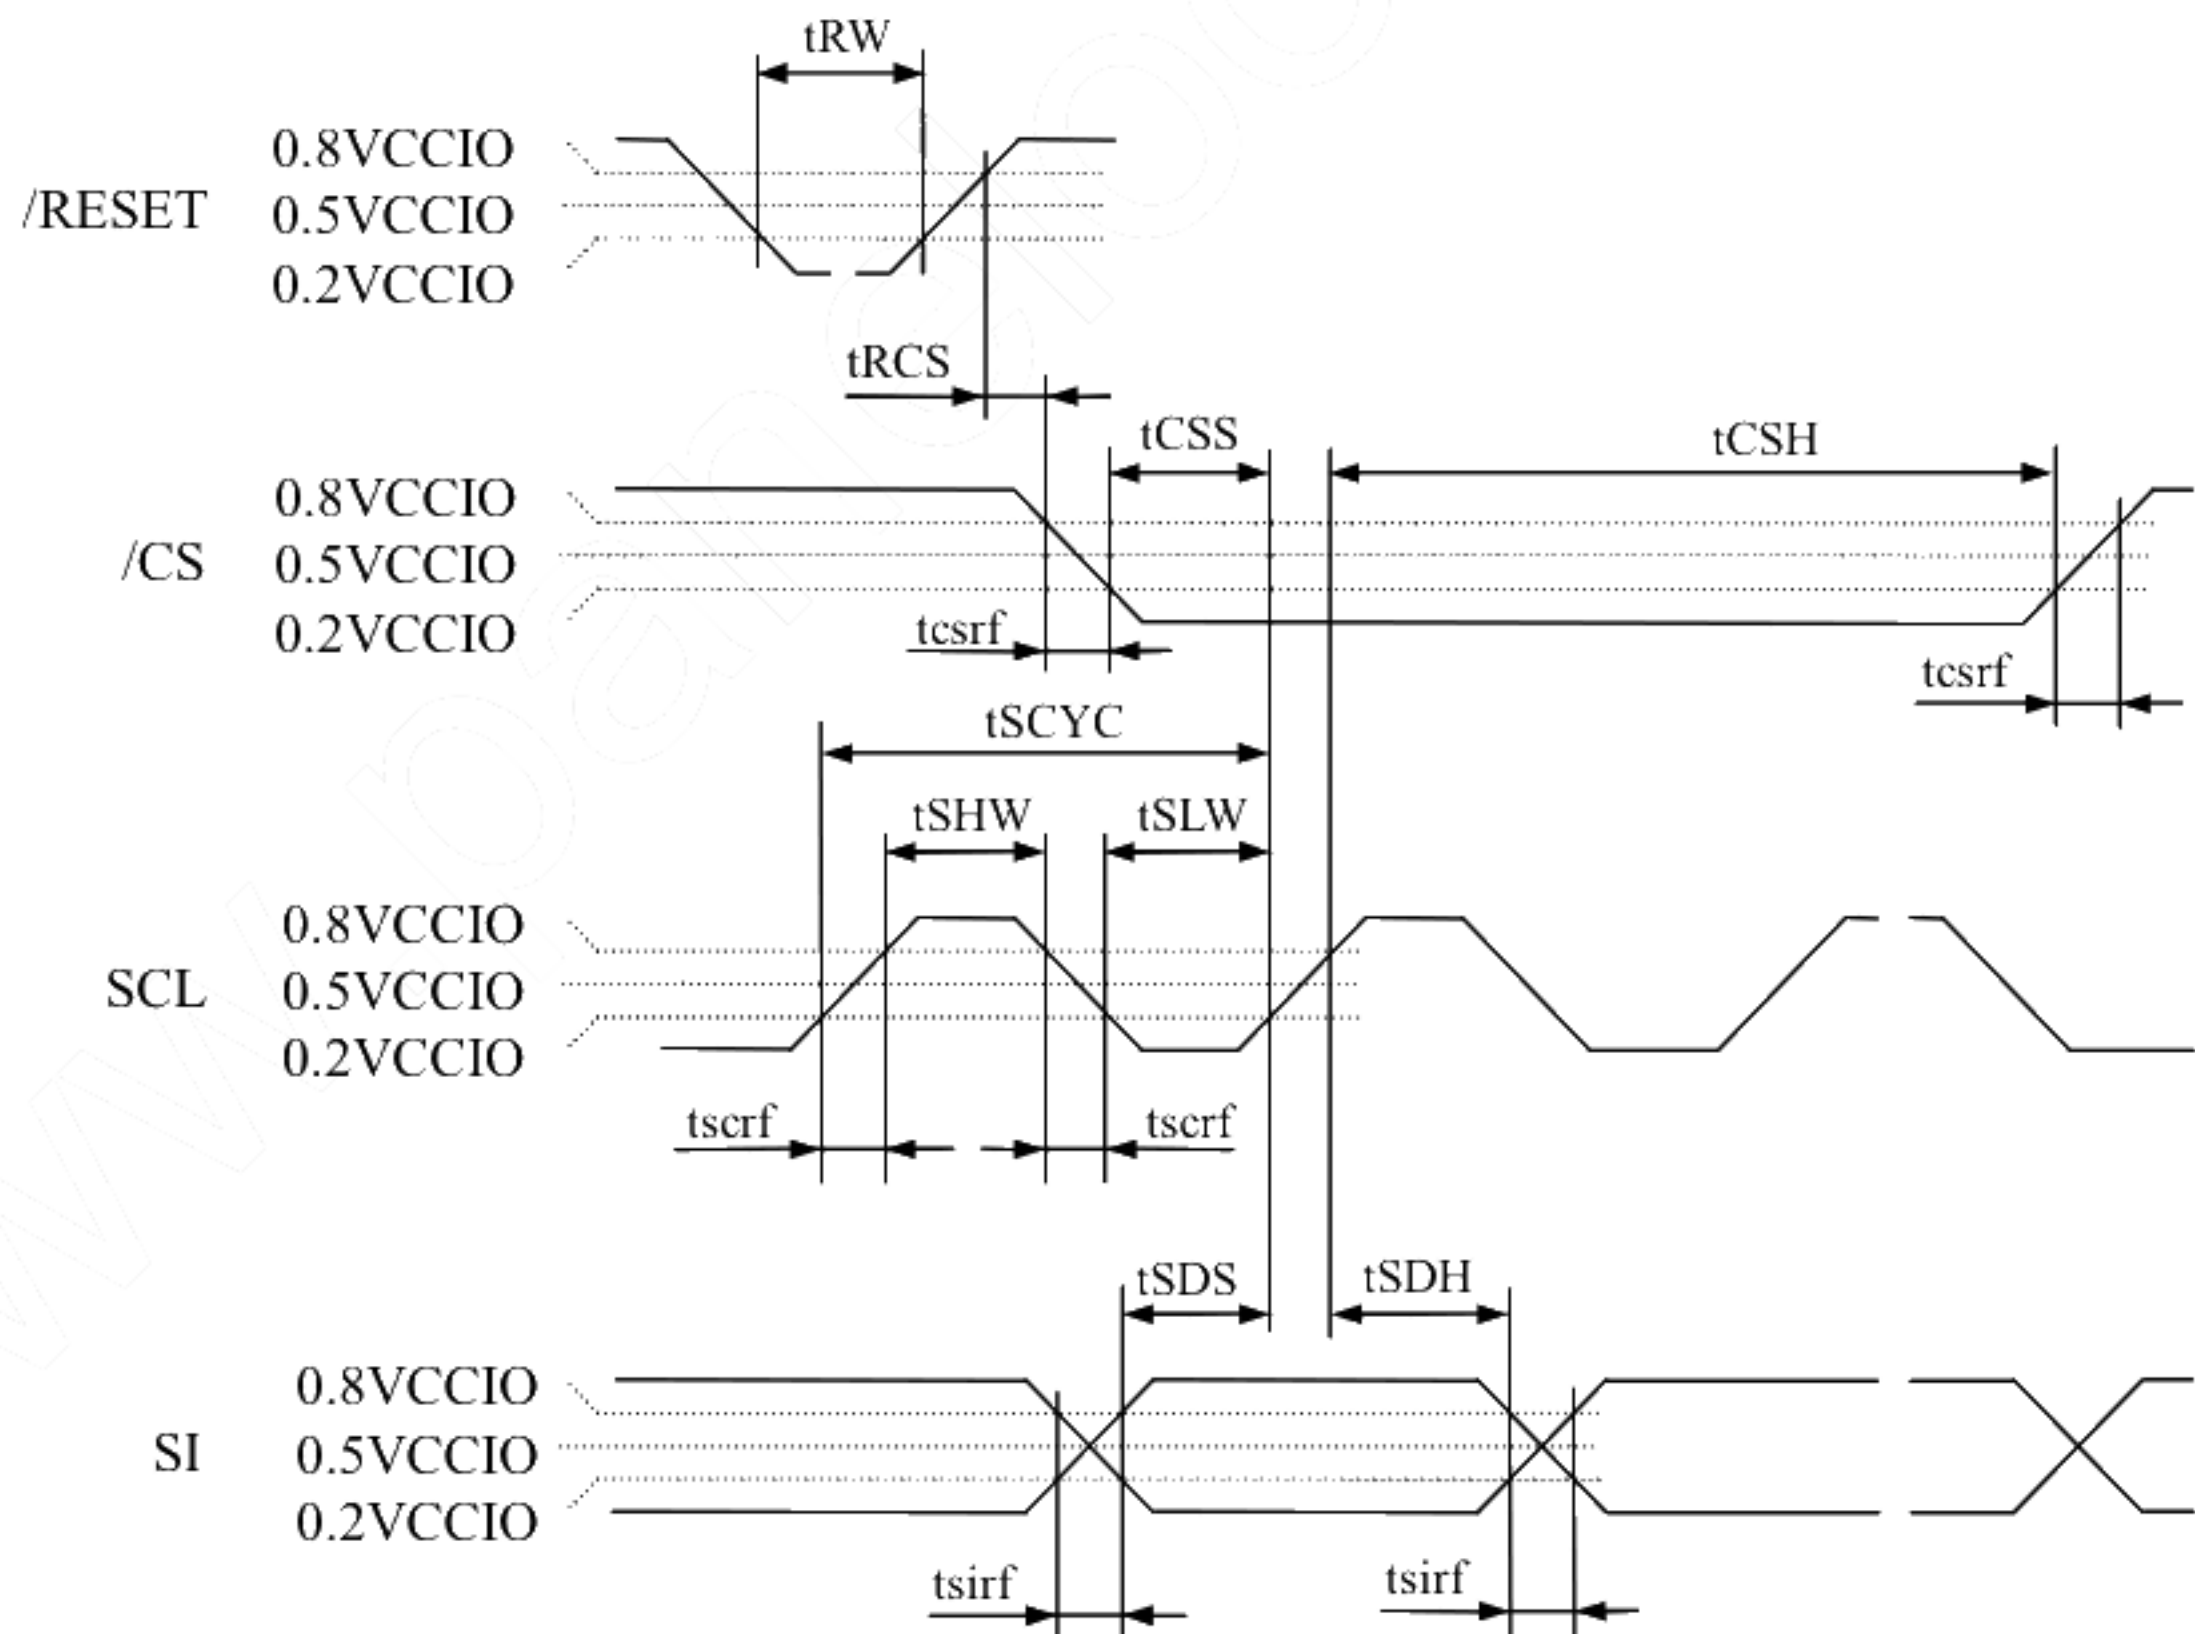 tRW
0.8VCCIO
/RESET
0.5VCCIO
0.2VCCIO
tRCS
tCSS
tCSH
0.8VCCIO
/CS
0.5VCCIO
0.2VCCIO
tcsrf
tcsrf
tSCYC
tSHW
tSLW
0.8VCCIO
SCL
0.5VCCIO
0.2VCCIO
tscrf
tscrf
tSDS
tSDH
0.8VCCIO
SI
0.5VCCIO
0.2VCCIO
tsirf
tsirf